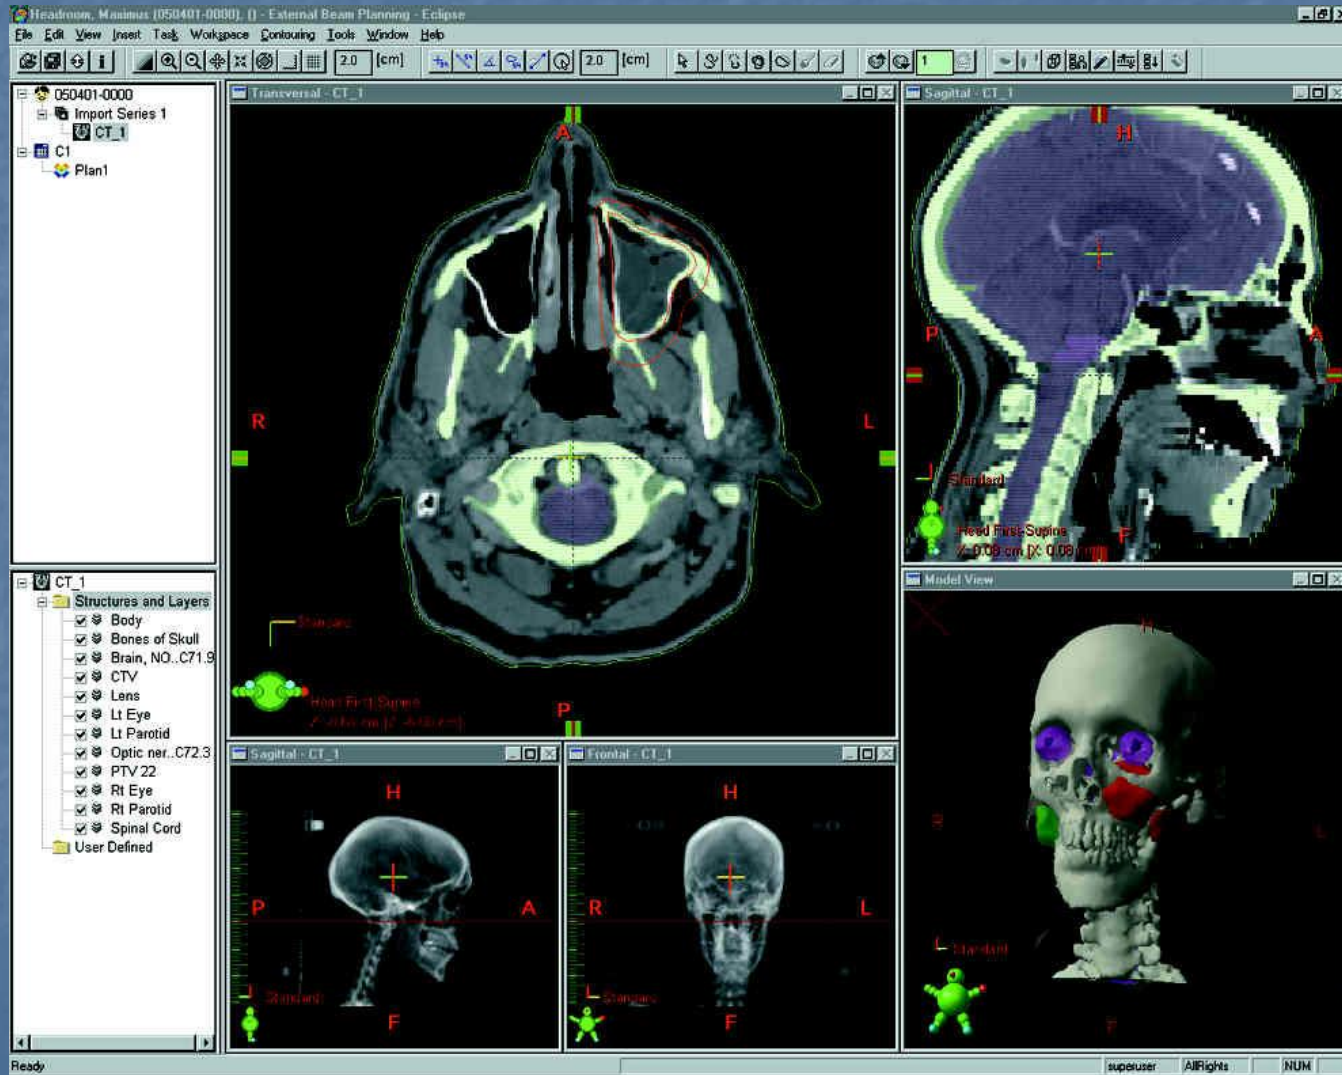 Headroom, Maximus (050401-0000), () - External Beam Planning - Eclipse
File Edit View Insert Task Workspace Contouring Tools Window Help
2.0 [cm] 2.0 [cm] 1
050401-0000
Import Series 1
CT_1
C1
Plan1
Transversal - CT_1
A
R
L
Standard
Head First-Supine
P
Sagittal - CT_1
H
P
A
Standard
Head First-Supine
F
CT_1
Structures and Layers
Body
Bones of Skull
Brain, NO..C71.9
CTV
Lens
Lt Eye
Lt Parotid
Optic ner..C72.3
PTV 22
Rt Eye
Rt Parotid
Spinal Cord
User Defined
Sagittal - CT_1
H
P
A
Standard
F
Frontal - CT_1
H
R
L
Standard
F
Model View
H
R
L
Standard
F
Ready
superuser AllRights NUM